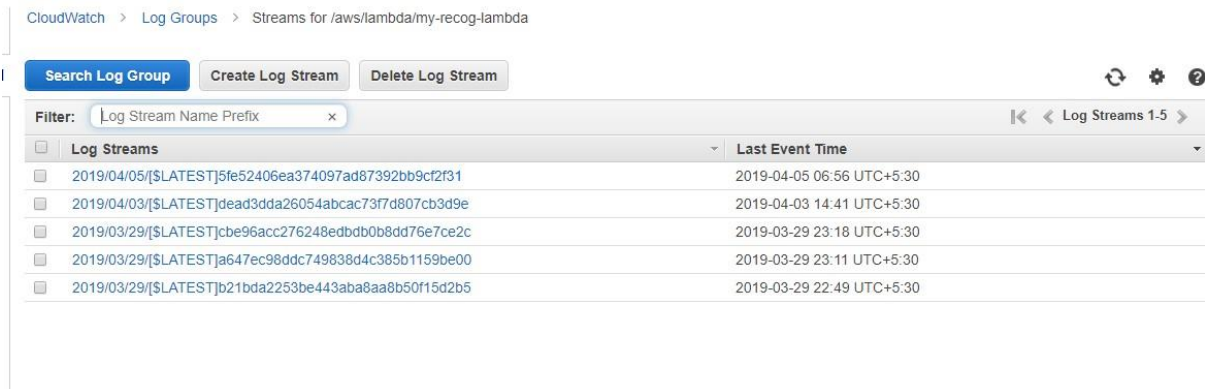 CloudWatch > Log Groups > Streams for /aws/lambda/my-recog-lambda
Search Log Group Create Log Stream Delete Log Stream
Filter: Log Stream Name Prefix × Log Streams 1-5
Log Streams Last Event Time
2019/04/05/[$LATEST]5fe52406ea374097ad87392bb9cf2f31 2019-04-05 06:56 UTC+5:30
2019/04/03/[$LATEST]dead3dda26054abcac73f7d807cb3d9e 2019-04-03 14:41 UTC+5:30
2019/03/29/[$LATEST]cbe96acc276248edbdb0b8dd76e7ce2c 2019-03-29 23:18 UTC+5:30
2019/03/29/[$LATEST]a647ec98ddc749838d4c385b1159be00 2019-03-29 23:11 UTC+5:30
2019/03/29/[$LATEST]b21bda2253be443aba8aa8b50f15d2b5 2019-03-29 22:49 UTC+5:30